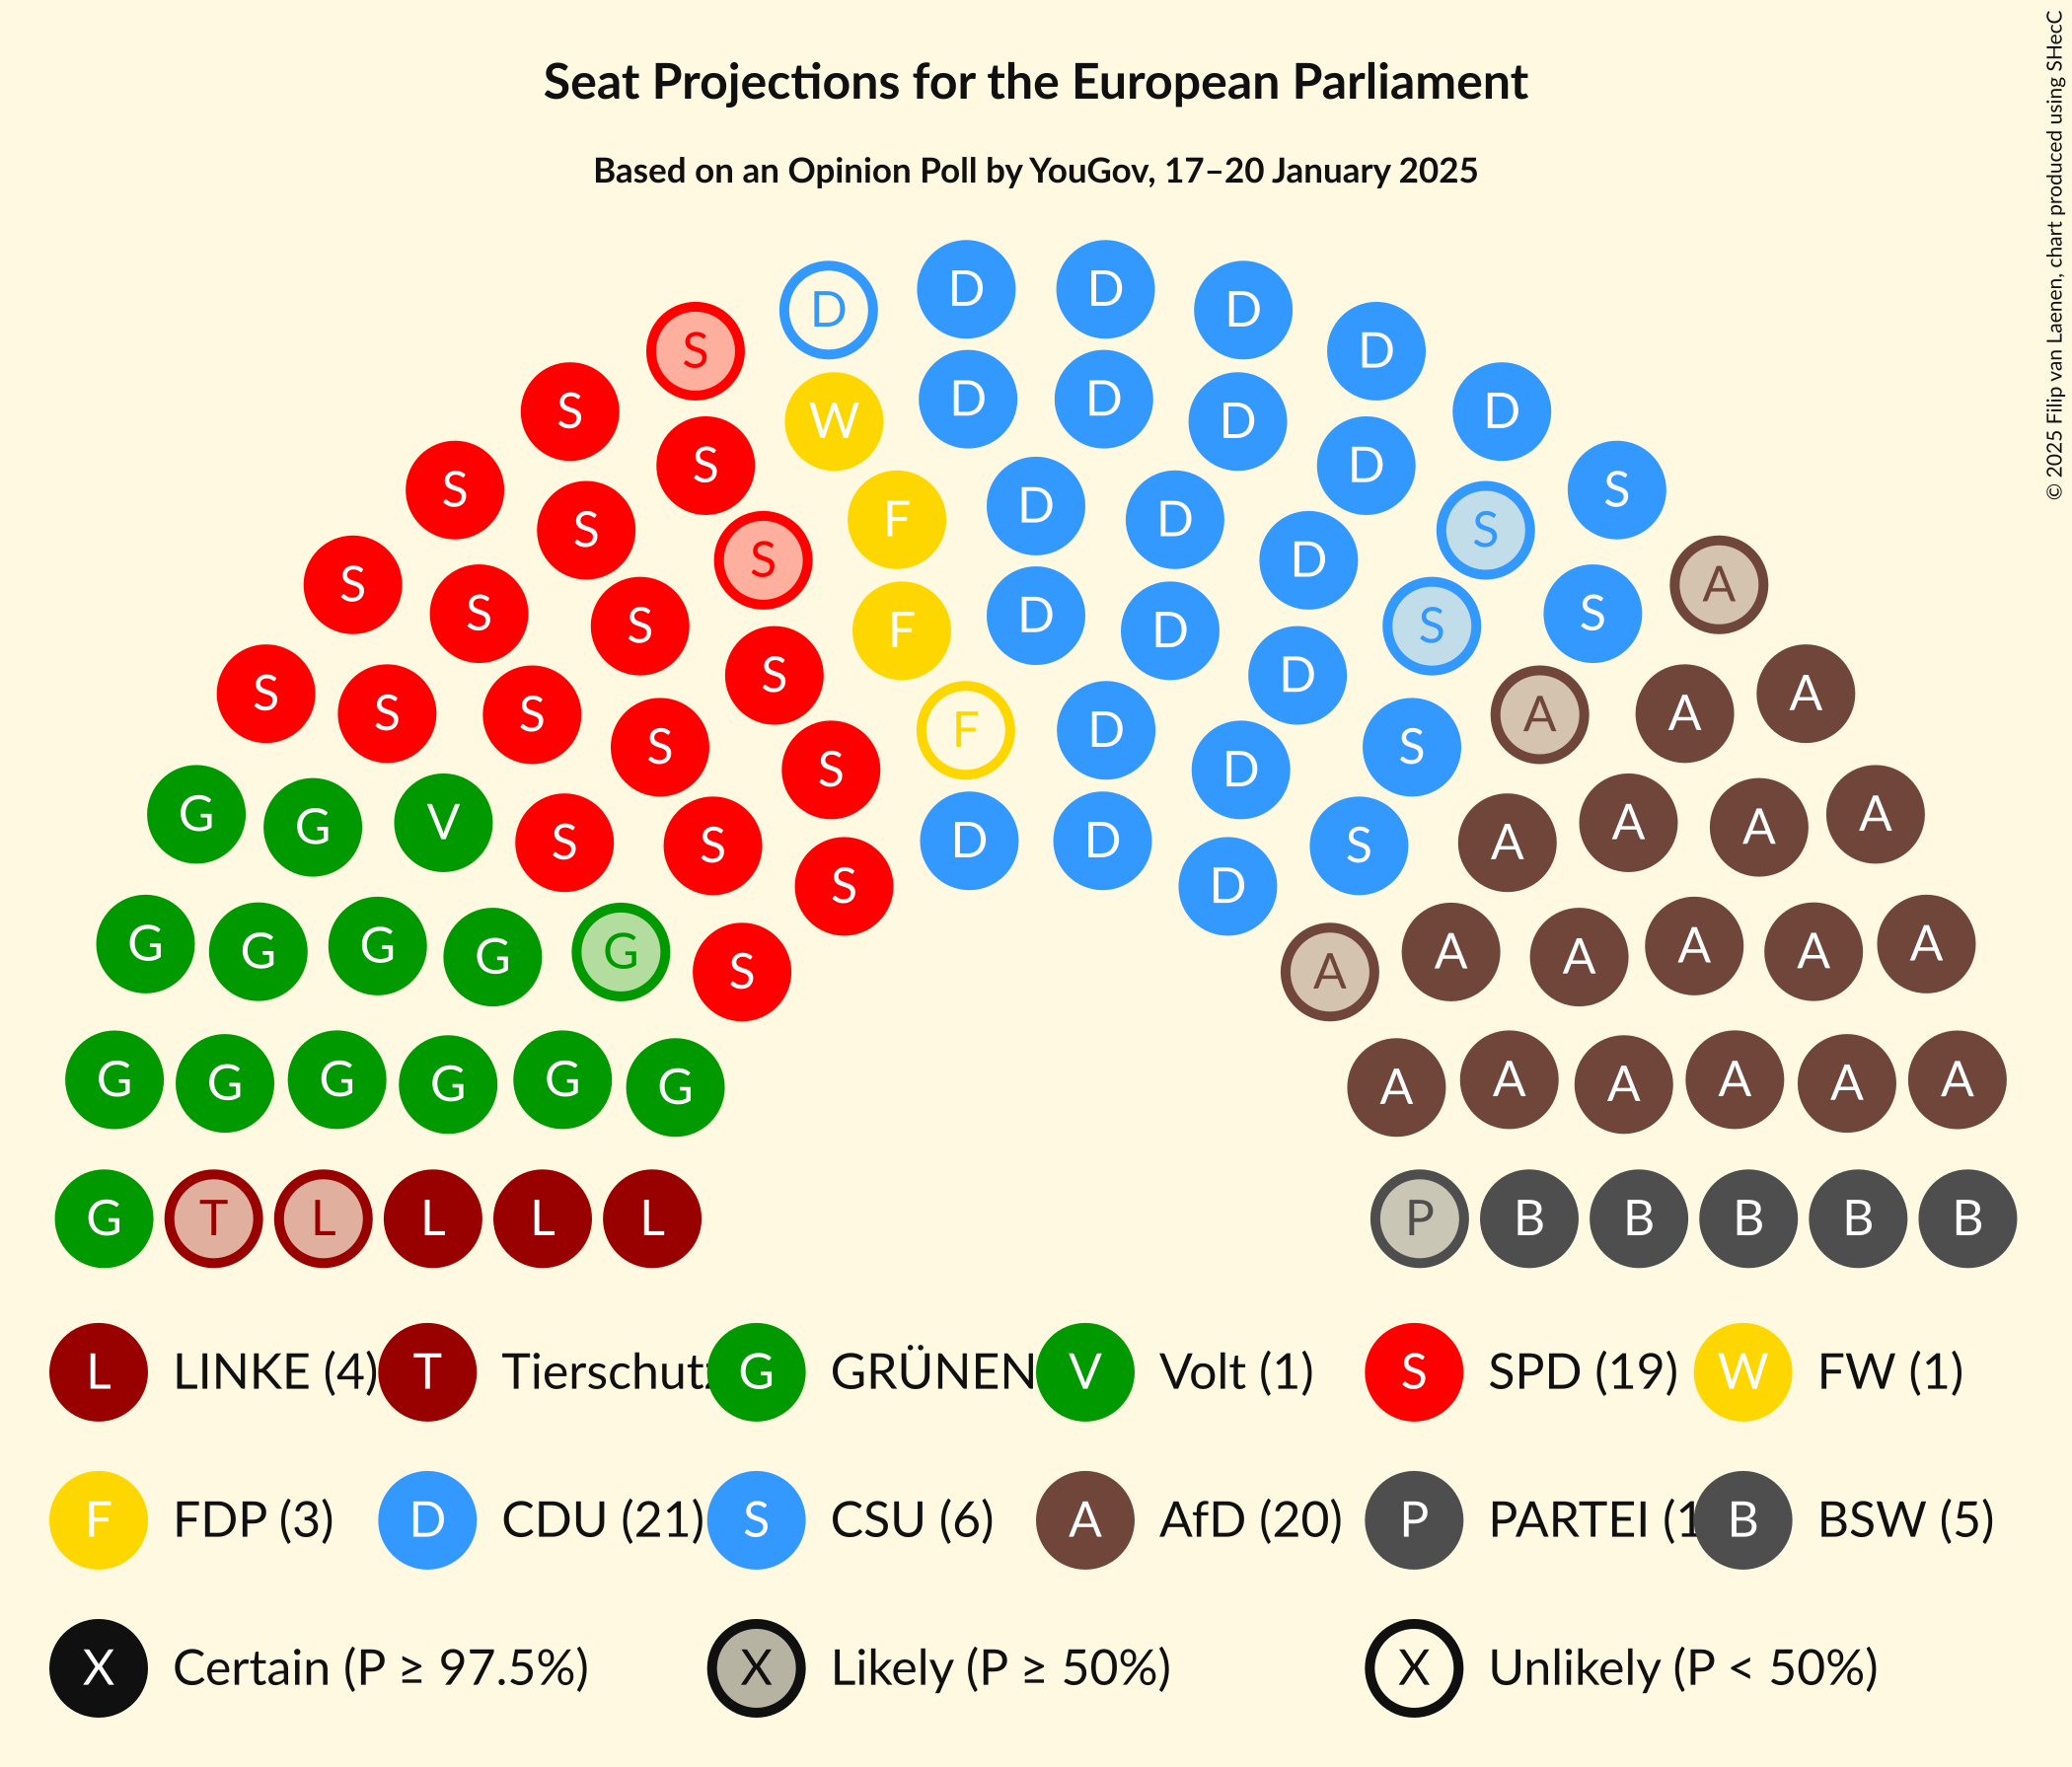 Seat Projections for the European Parliament
Based on an Opinion Poll by YouGov, 17–20 January 2025
© 2025 Filip van Laenen, chart produced using SHecC
D D D D
S D
S W D D D D
S S F D D D S S
S S S F D D D S S A
S S S S F D D D S A A A
G G V S S S D D D S A A A A
G G G G G S A A A A A A
G G G G G G A A A A A A
G T L L L L P B B B B B
L LINKE (4) T Tierschutz G GRÜNEN V Volt (1) S SPD (19) W FW (1)
F FDP (3) D CDU (21) S CSU (6) A AfD (20) P PARTEI (1 B BSW (5)
X Certain (P ≥ 97.5%) X Likely (P ≥ 50%) X Unlikely (P < 50%)